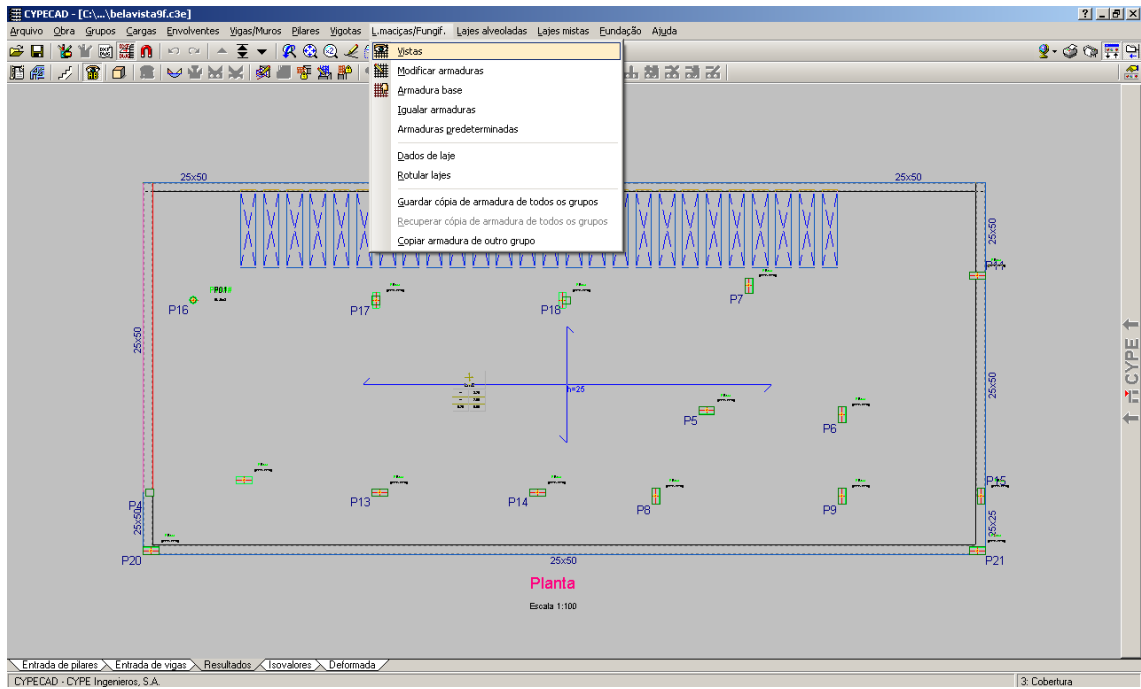 CYPECAD - [C:\...\belavista9f.c3e]
Arquivo Obra Grupos Cargas Envolventes Vigas/Muros Pilares Vigotas L.maciças/Fungif. Lajes alveoladas Lajes mistas Eundação Ajuda
Vistas
Modificar armaduras
Armadura base
Igualar armaduras
Armaduras predeterminadas
Dados de laje
Rotular lajes
Guardar cópia de armadura de todos os grupos
Recuperar cópia de armadura de todos os grupos
Copiar armadura de outro grupo
25x50
25x50
25x50
P11
P16
P01
P17
P18
P7
25x50
CYPE
h=25
25x50
P5
P6
P4
P13
P14
P8
P9
P15
25x50
25x25
P20
25x50
P21
Planta
Escala 1:100
Entrada de pilares Entrada de vigas Resultados Isovalores Deformada
CYPECAD - CYPE Ingenieros, S.A. 3: Cobertura